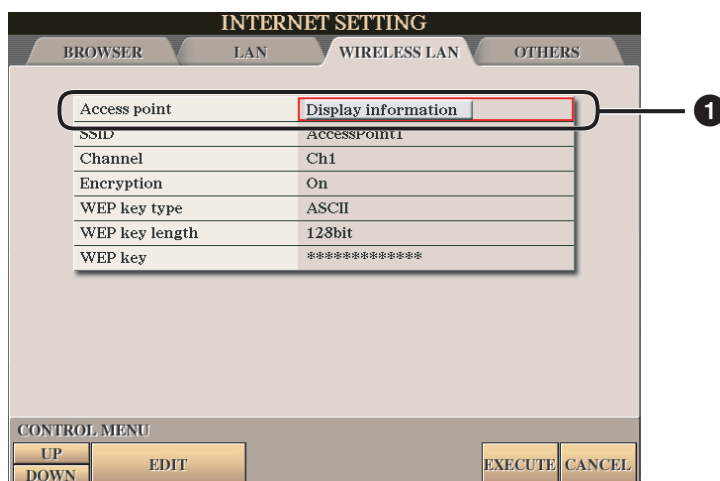 INTERNET SETTING
BROWSER LAN WIRELESS LAN OTHERS
Access point Display information
1
SSID AccessPoint1
Channel Ch1
Encryption On
WEP key type ASCII
WEP key length 128bit
WEP key *************
CONTROL MENU
UP
DOWN
EDIT
EXECUTE CANCEL